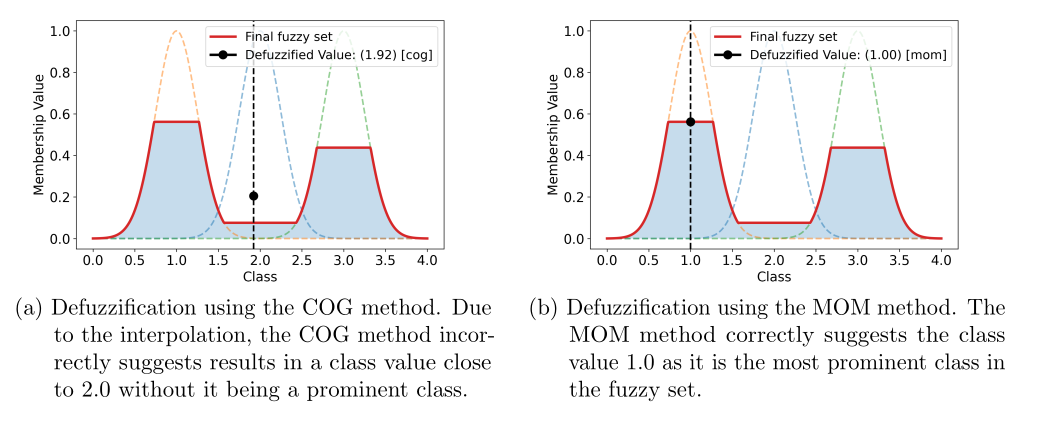 Final fuzzy set
Defuzzified Value: (1.92) [cog]
Membership Value
1.0
0.8
0.6
0.4
0.2
0.0
0.0 0.5 1.0 1.5 2.0 2.5 3.0 3.5 4.0
Class
Final fuzzy set
Defuzzified Value: (1.00) [mom]
Membership Value
1.0
0.8
0.6
0.4
0.2
0.0
0.0 0.5 1.0 1.5 2.0 2.5 3.0 3.5 4.0
Class
(a) Defuzzification using the COG method. Due
to the interpolation, the COG method incor-
rectly suggests results in a class value close
to 2.0 without it being a prominent class.
(b) Defuzzification using the MOM method. The
MOM method correctly suggests the class
value 1.0 as it is the most prominent class in
the fuzzy set.